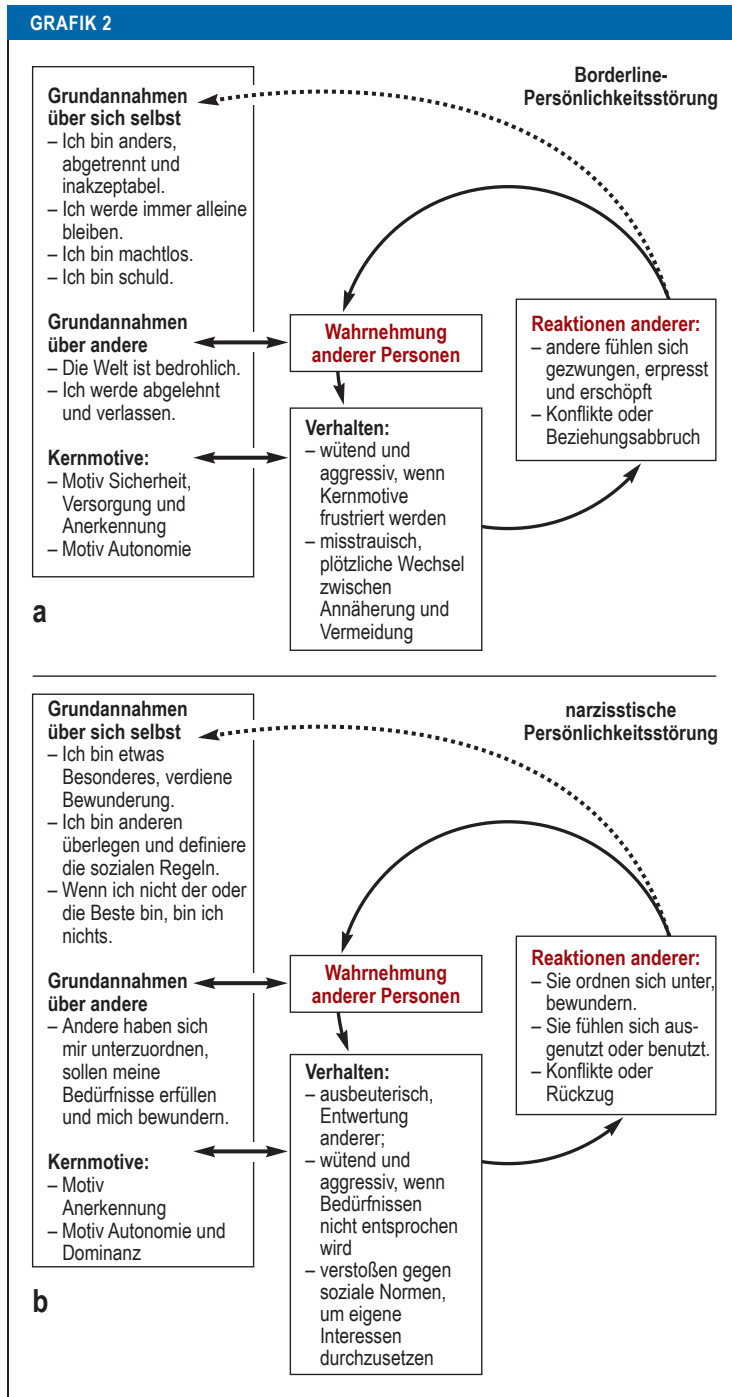 GRAFIK 2
Borderline-
Persönlichkeitsstörung
Grundannahmen
über sich selbst
– Ich bin anders,
abgetrennt und
inakzeptabel.
– Ich werde immer alleine
bleiben.
– Ich bin machtlos.
– Ich bin schuld.
Grundannahmen
über andere
– Die Welt ist bedrohlich.
– Ich werde abgelehnt
und verlassen.
Kernmotive:
– Motiv Sicherheit,
Versorgung und
Anerkennung
– Motiv Autonomie
Wahrnehmung
anderer Personen
Verhalten:
– wütend und
aggressiv, wenn
Kernmotive
frustriert werden
– misstrauisch,
plötzliche Wechsel
zwischen
Annäherung und
Vermeidung
Reaktionen anderer:
– andere fühlen sich
gezwungen, erpresst
und erschöpft
– Konflikte oder
Beziehungsabbruch
a
narzisstische
Persönlichkeitsstörung
Grundannahmen
über sich selbst
– Ich bin etwas
Besonderes, verdiene
Bewunderung.
– Ich bin anderen
überlegen und definiere
die sozialen Regeln.
– Wenn ich nicht der oder
die Beste bin, bin ich
nichts.
Grundannahmen
über andere
– Andere haben sich
mir unterzuordnen,
sollen meine
Bedürfnisse erfüllen
und mich bewundern.
Kernmotive:
– Motiv
Anerkennung
– Motiv Autonomie und
Dominanz
Wahrnehmung
anderer Personen
Verhalten:
– ausbeuterisch,
Entwertung
anderer;
– wütend und
aggressiv, wenn
Bedürfnissen
nicht entsprochen
wird
– verstoßen gegen
soziale Normen,
um eigene
Interessen
durchzusetzen
Reaktionen anderer:
– Sie ordnen sich unter,
bewundern.
– Sie fühlen sich aus-
genutzt oder benutzt.
– Konflikte oder
Rückzug
b